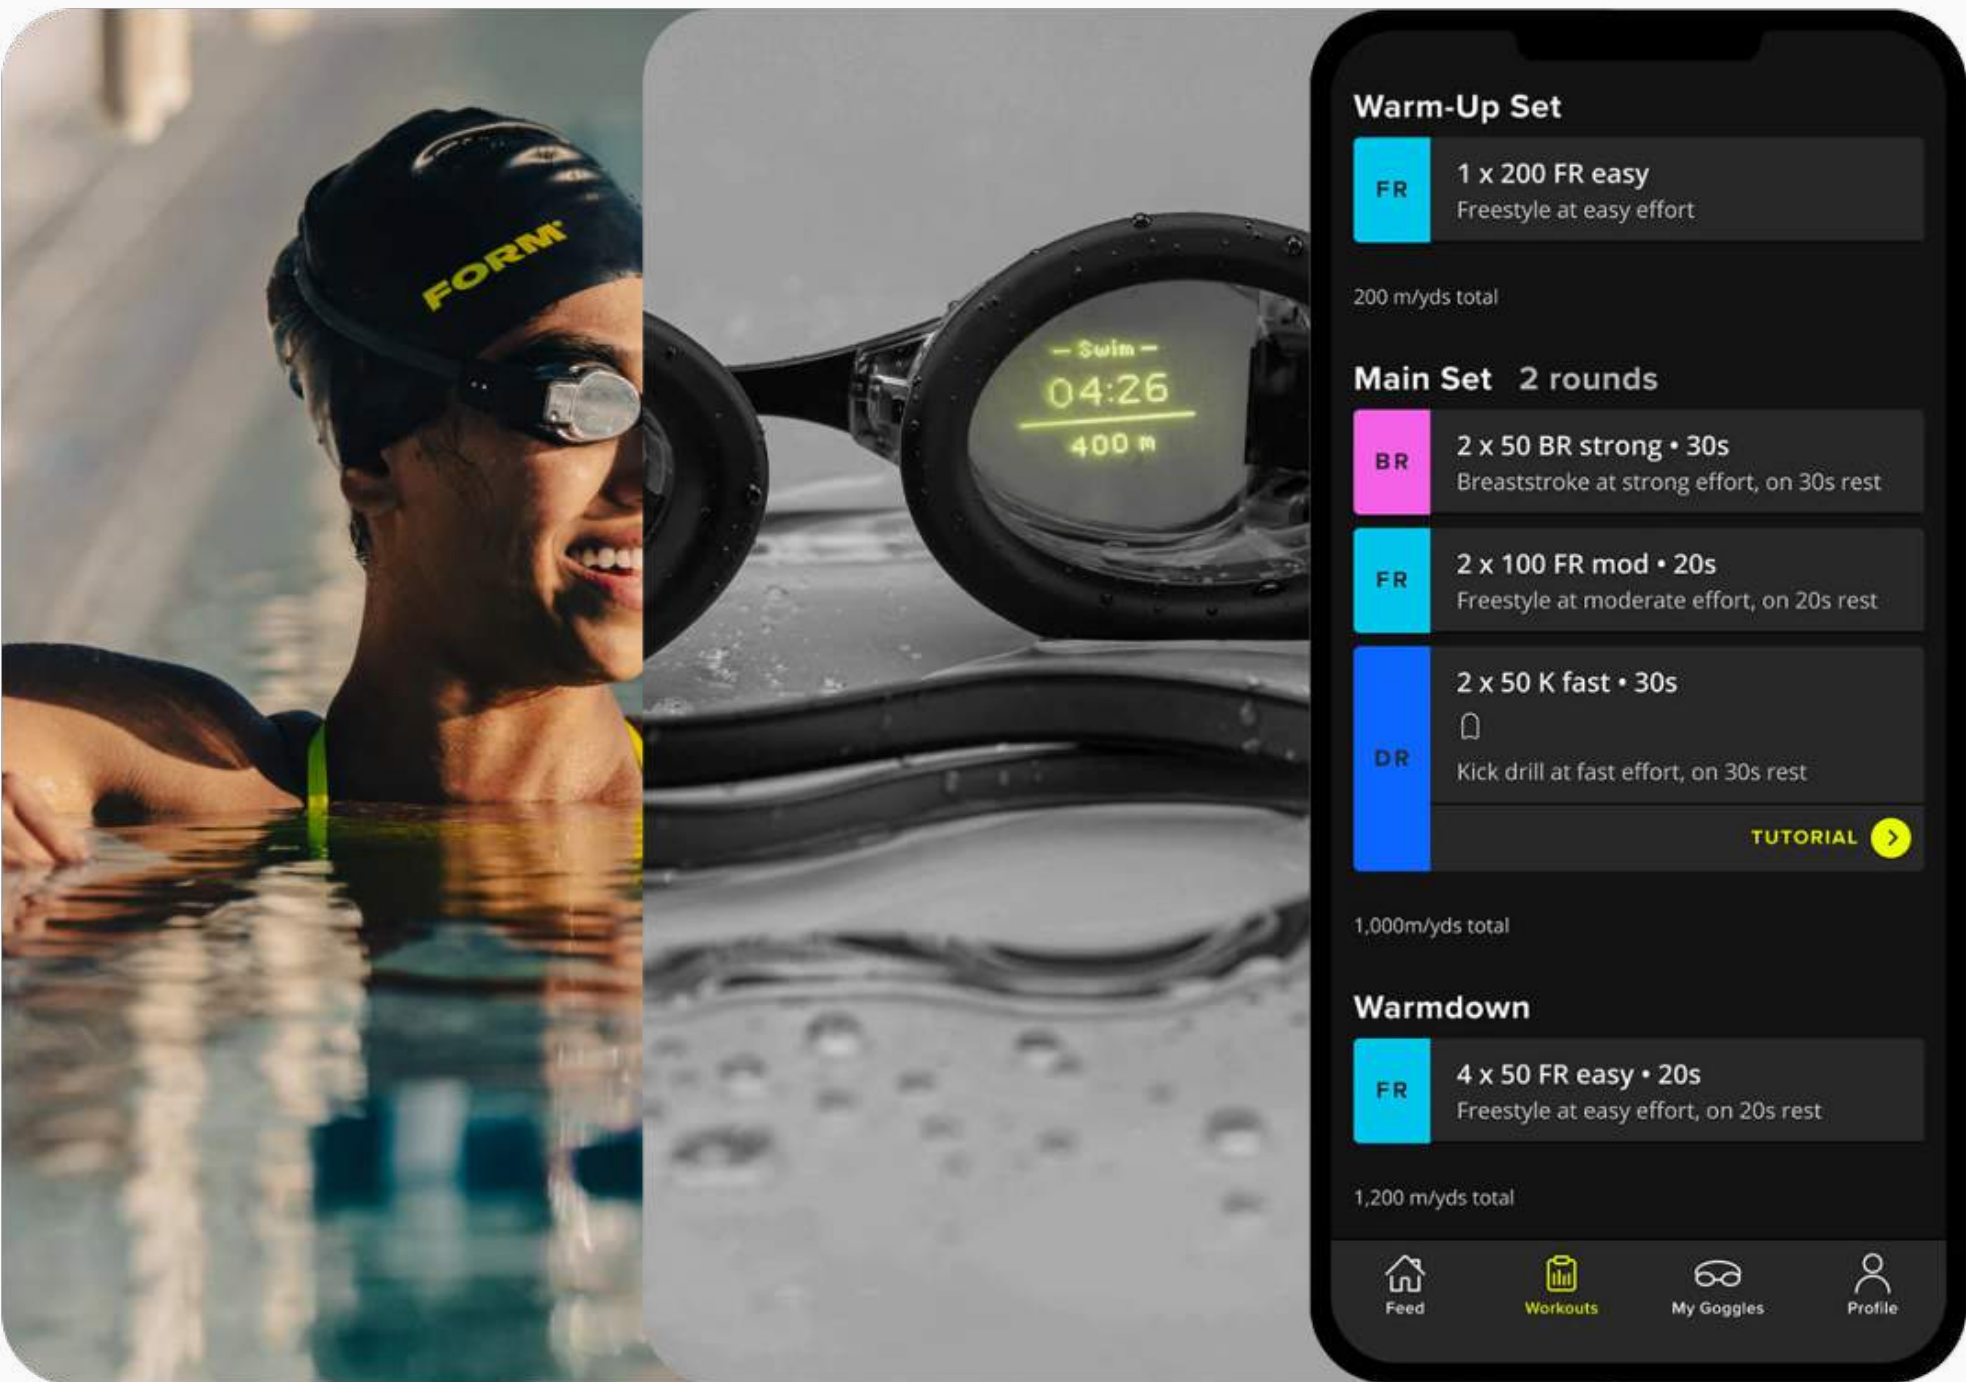 FORM
– Swim –
04:26
400 m
Warm-Up Set
FR
1 x 200 FR easy
Freestyle at easy effort
200 m/yds total
Main Set 2 rounds
BR
2 x 50 BR strong • 30s
Breaststroke at strong effort, on 30s rest
FR
2 x 100 FR mod • 20s
Freestyle at moderate effort, on 20s rest
DR
2 x 50 K fast • 30s
Kick drill at fast effort, on 30s rest
TUTORIAL
1,000m/yds total
Warmdown
FR
4 x 50 FR easy • 20s
Freestyle at easy effort, on 20s rest
1,200 m/yds total
Feed
Workouts
My Goggles
Profile